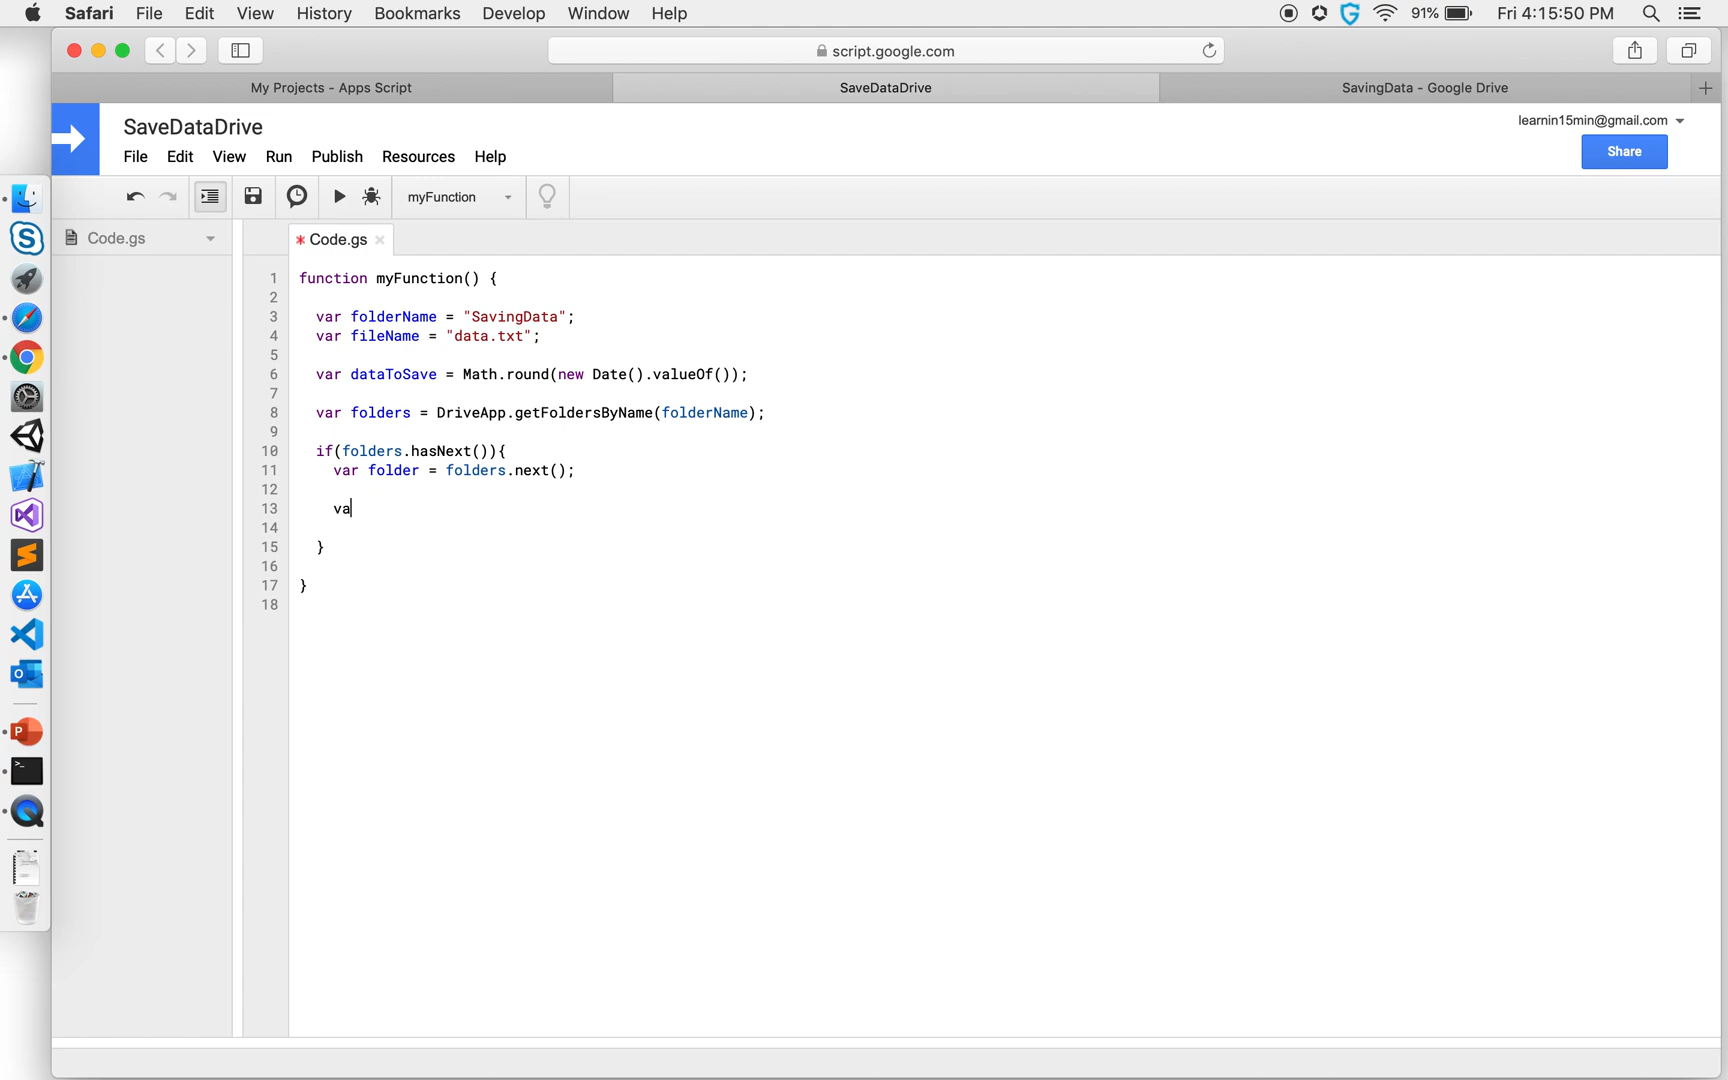 Safari File Edit View History Bookmarks Develop Window Help 91% Fri 4:15:50 PM
script.google.com
My Projects - Apps Script SaveDataDrive SavingData - Google Drive
SaveDataDrive learnin15min@gmail.com
File Edit View Run Publish Resources Help Share
myFunction
Code.gs * Code.gs
1 function myFunction() {
2
3 var folderName = "SavingData";
4 var fileName = "data.txt";
5
6 var dataToSave = Math.round(new Date().valueOf());
7
8 var folders = DriveApp.getFoldersByName(folderName);
9
10 if(folders.hasNext()){
11 var folder = folders.next();
12
13 va
14
15 }
16
17 }
18